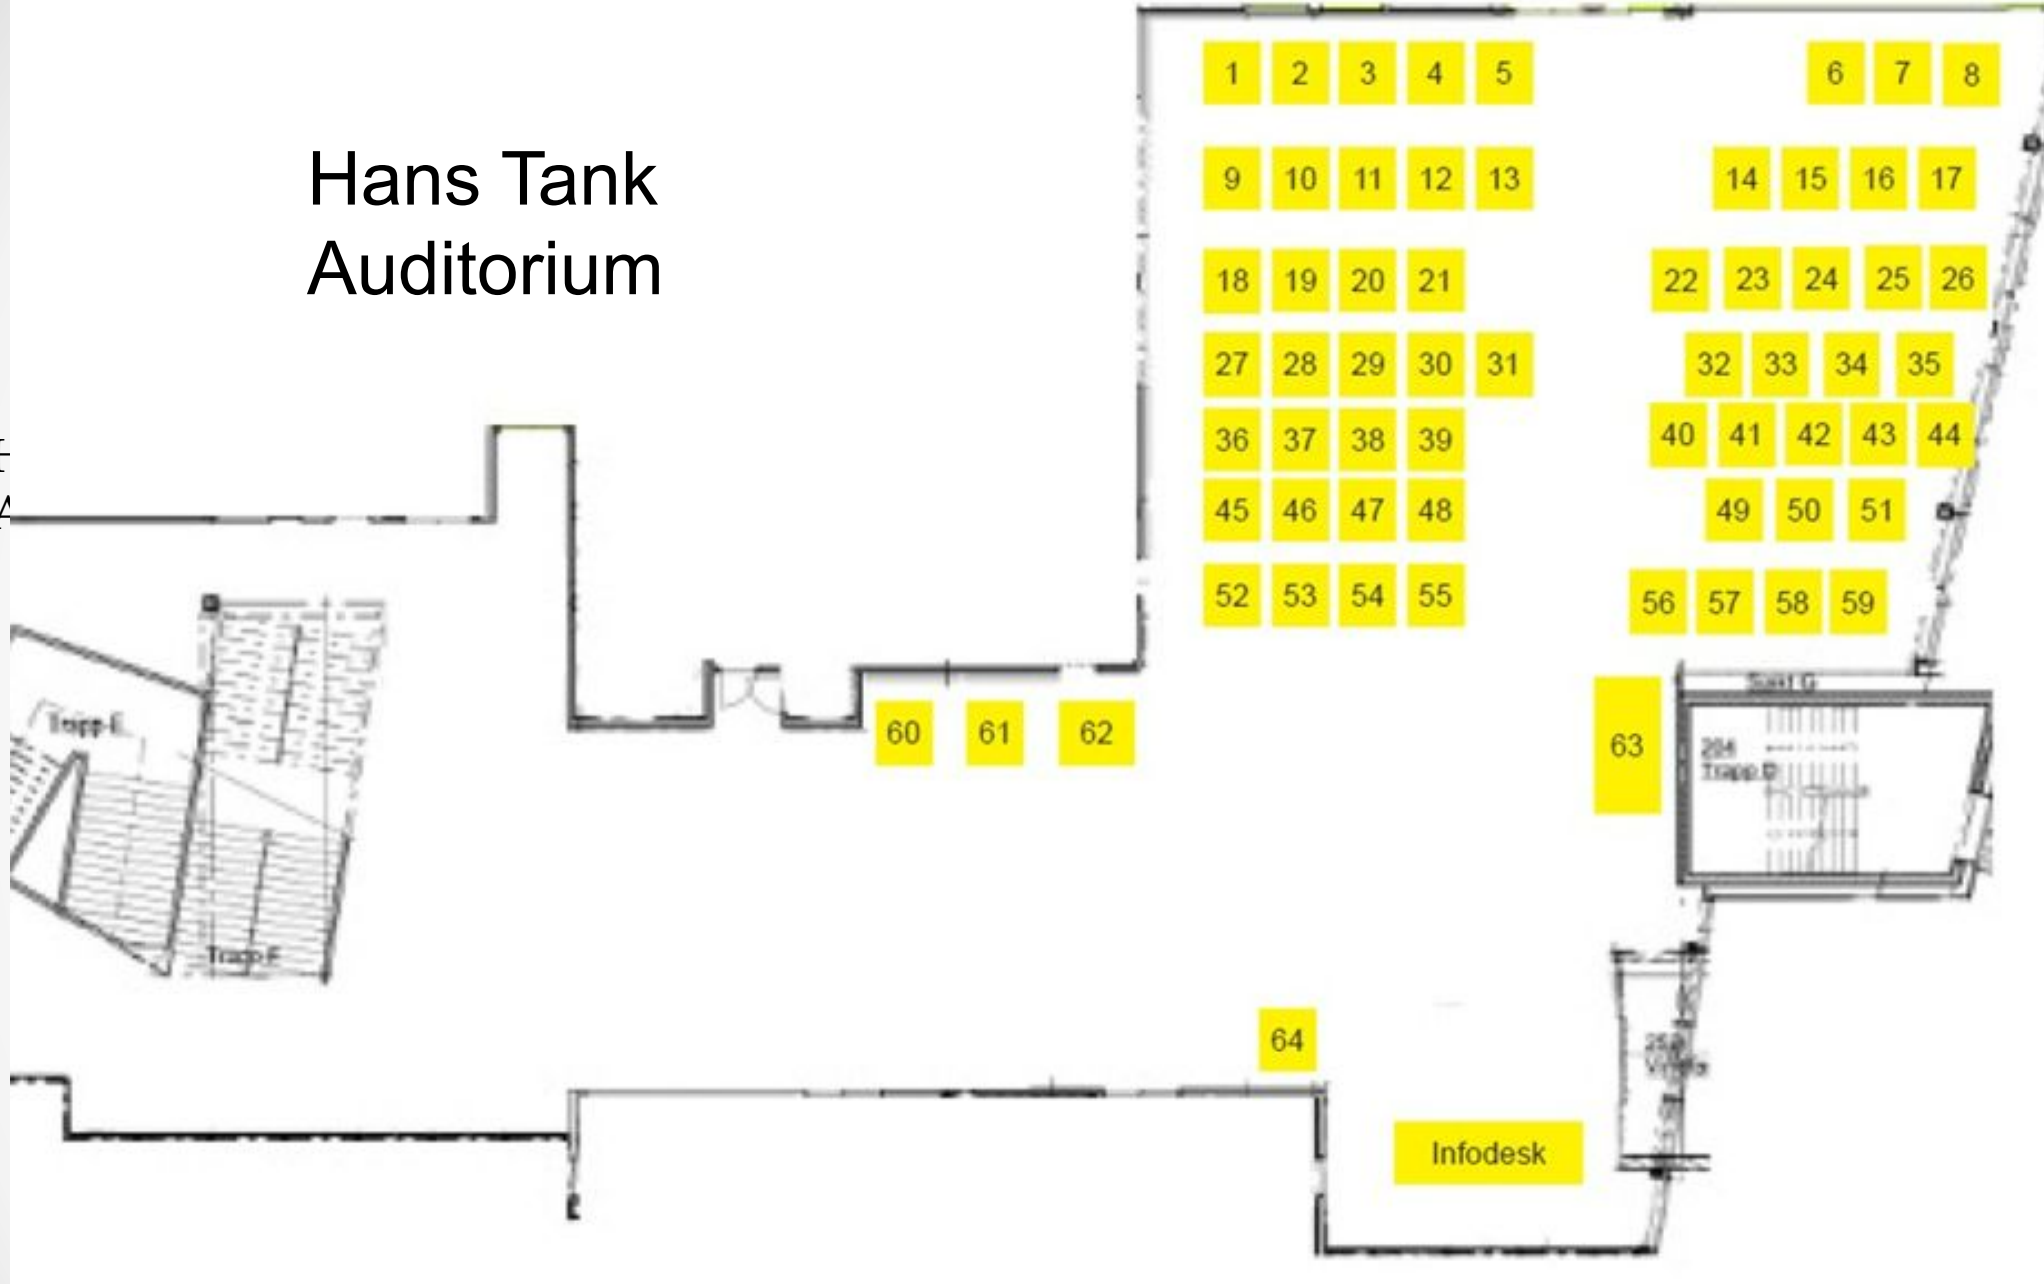 Hans Tank
Auditorium
1 2 3 4 5 6 7 8
9 10 11 12 13 14 15 16 17
18 19 20 21 22 23 24 25 26
27 28 29 30 31 32 33 34 35
36 37 38 39 40 41 42 43 44
45 46 47 48 49 50 51
52 53 54 55 56 57 58 59
Trapp E
60 61 62 63
204
Trapp D
Trapp F
64
Infodesk